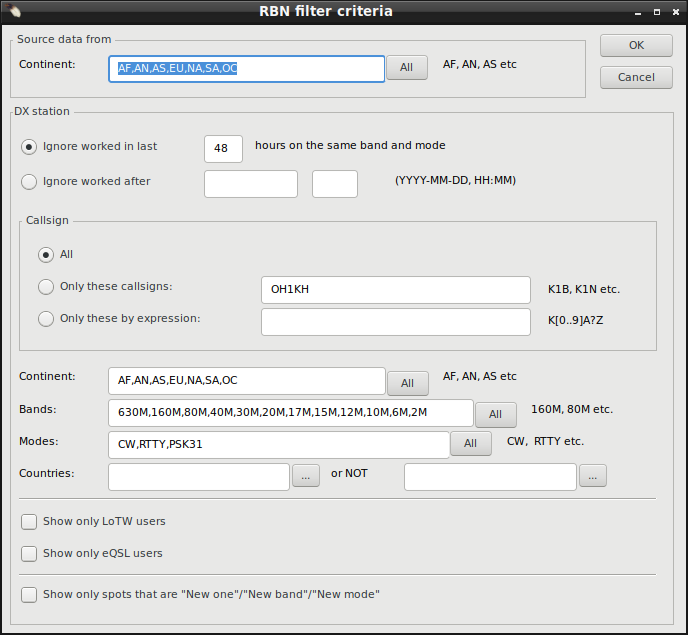 RBN filter criteria
Source data from
Continent: AF,AN,AS,EU,NA,SA,OC All AF, AN, AS etc
OK
Cancel
DX station
Ignore worked in last 48 hours on the same band and mode
Ignore worked after (YYYY-MM-DD, HH:MM)
Callsign
All
Only these callsigns: OH1KH K1B, K1N etc.
Only these by expression: K[0..9]A?Z
Continent: AF,AN,AS,EU,NA,SA,OC All AF, AN, AS etc
Bands: 630M,160M,80M,40M,30M,20M,17M,15M,12M,10M,6M,2M All 160M, 80M etc.
Modes: CW,RTTY,PSK31 All CW, RTTY etc.
Countries: ... or NOT ...
Show only LoTW users
Show only eQSL users
Show only spots that are "New one"/"New band"/"New mode"